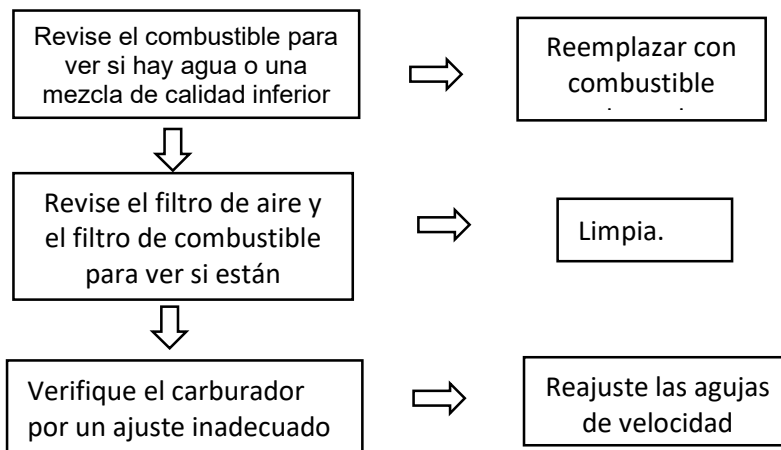 Revise el combustible para
ver si hay agua o una
mezcla de calidad inferior
Reemplazar con
combustible
Revise el filtro de aire y
el filtro de combustible
para ver si están
Limpia.
Verifique el carburador
por un ajuste inadecuado
Reajuste las agujas
de velocidad